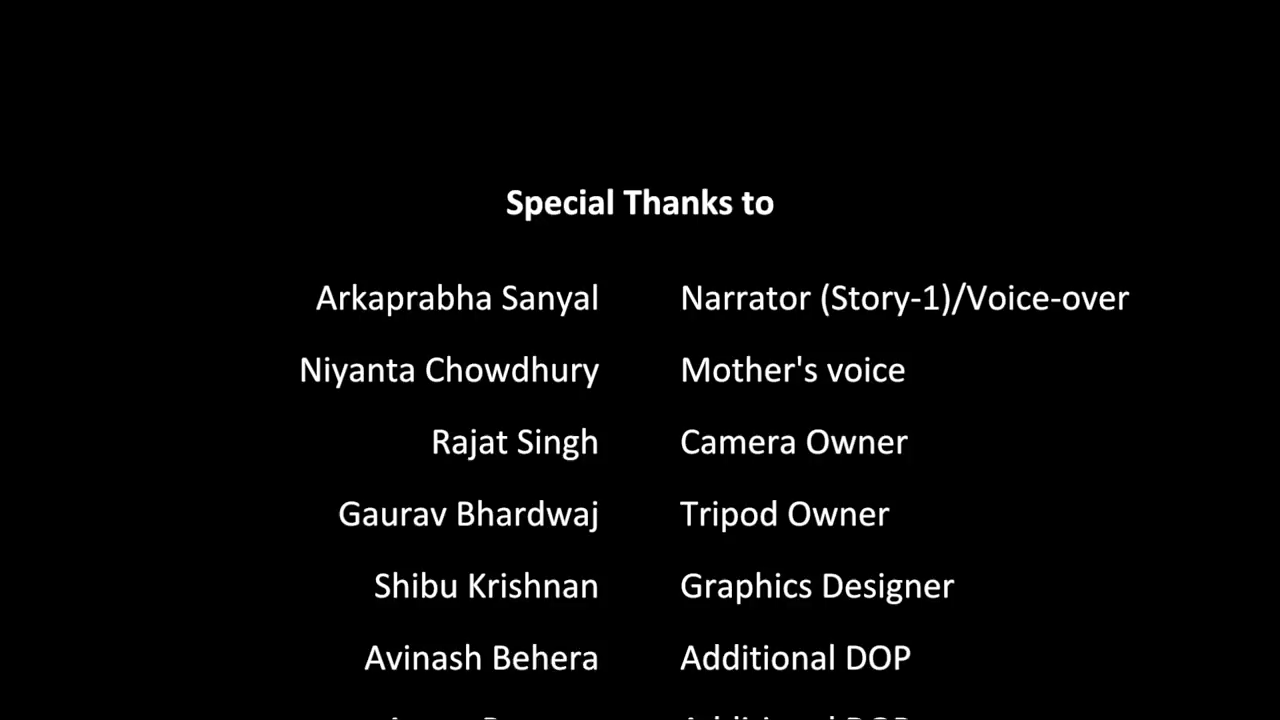 Special Thanks to
Arkaprabha Sanyal Narrator (Story-1)/Voice-over
Niyanta Chowdhury Mother's voice
Rajat Singh Camera Owner
Gaurav Bhardwaj Tripod Owner
Shibu Krishnan Graphics Designer
Avinash Behera Additional DOP